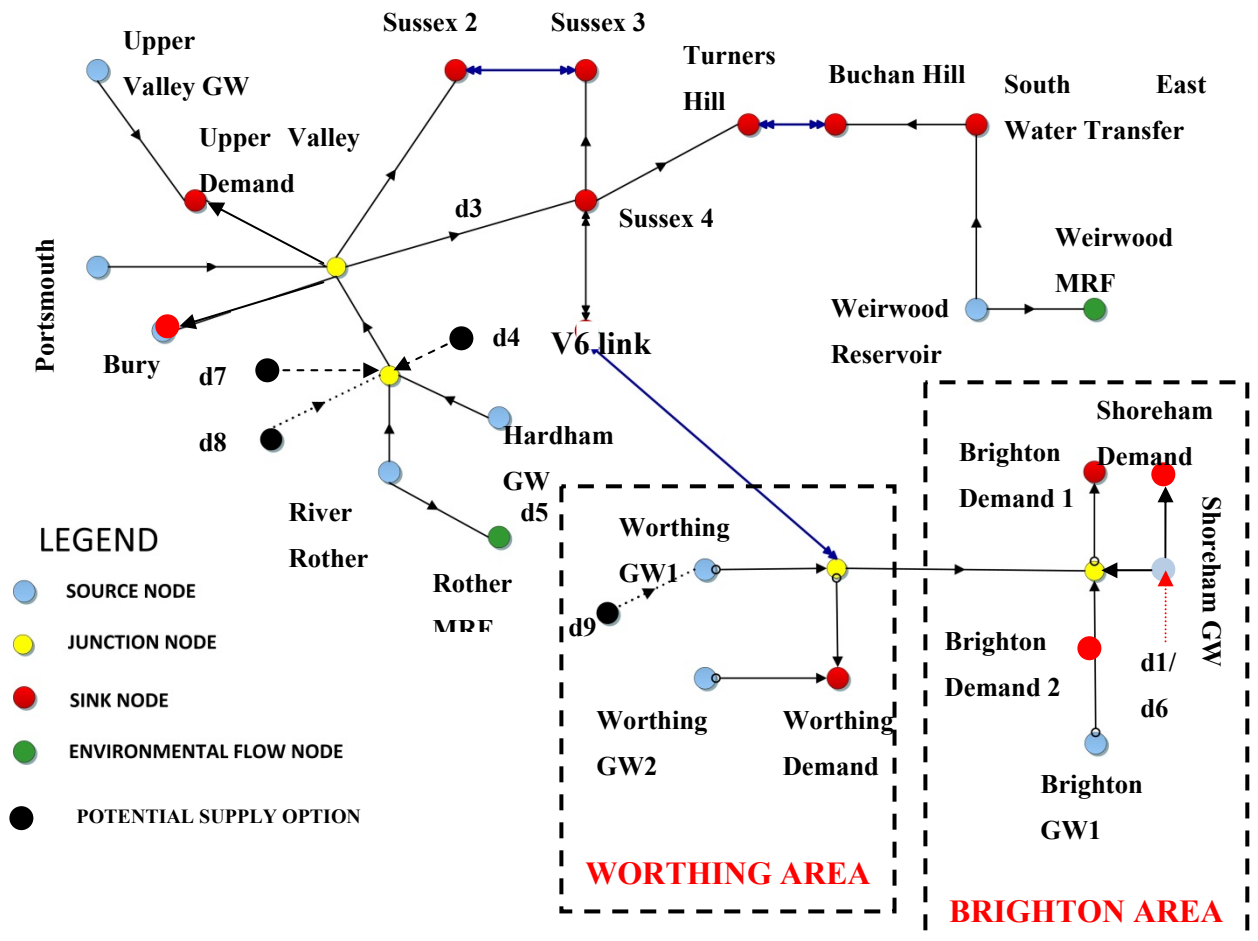 Upper
Valley GW
Sussex 2
Sussex 3
Turners
Hill
Buchan Hill
South East
Water Transfer
Upper Valley
Demand
d3
Sussex 4
Portsmouth
Weirwood
MRF
Weirwood
Reservoir
V6 link
Bury
d4
d7
d8
Hardham
GW
d5
River
Rother
Rother
MRF
Shoreham
Demand
Brighton
Demand 1
Shoreham GW
Worthing
GW1
d9
Brighton
Demand 2
d1/
d6
Worthing
GW2
Worthing
Demand
Brighton
GW1
WORTHING AREA
BRIGHTON AREA
LEGEND
SOURCE NODE
JUNCTION NODE
SINK NODE
ENVIRONMENTAL FLOW NODE
POTENTIAL SUPPLY OPTION